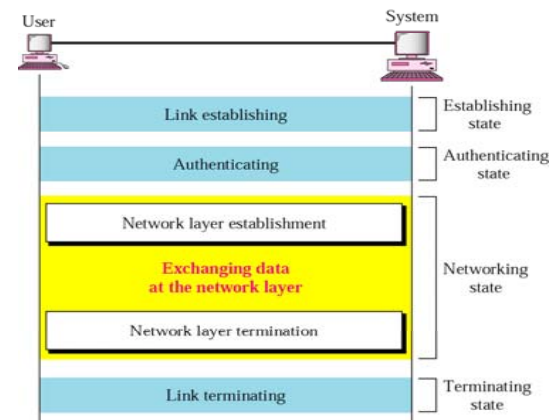 User
System
Link establishing
Establishing
state
Authenticating
Authenticating
state
Network layer establishment
Exchanging data
at the network layer
Networking
state
Network layer termination
Link terminating
Terminating
state